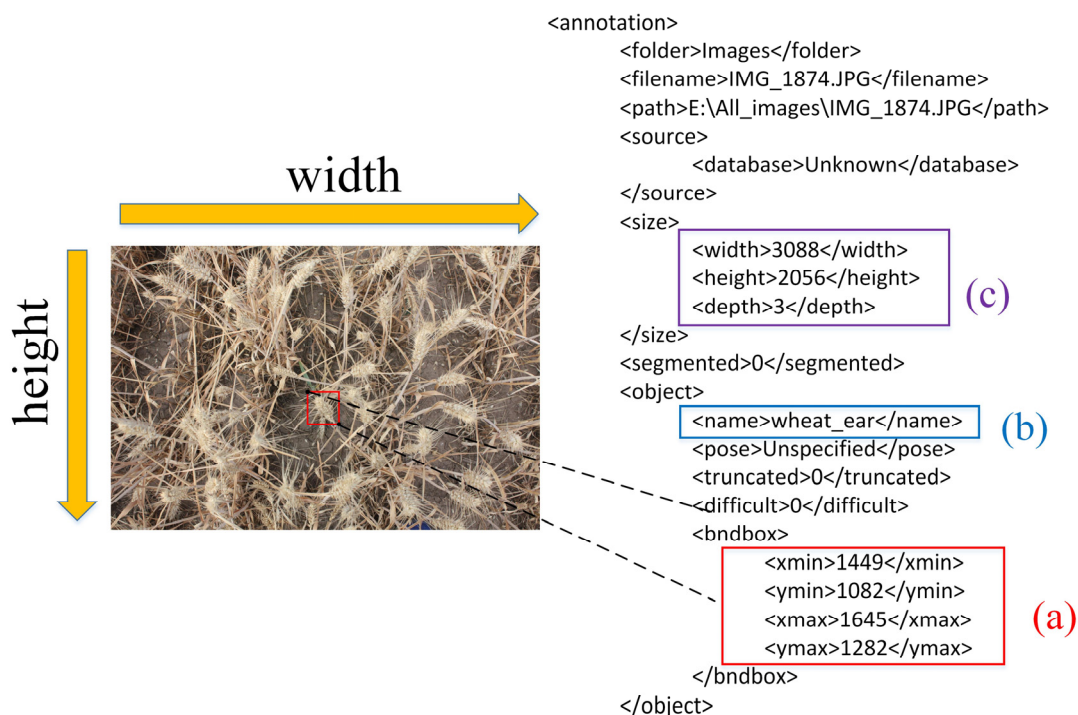 <annotation>
<folder>Images</folder>
<filename>IMG_1874.JPG</filename>
<path>E:\All_images\IMG_1874.JPG</path>
<source>
<database>Unknown</database>
</source>
<size>
<width>3088</width>
<height>2056</height>
<depth>3</depth>
(c)
</size>
<segmented>0</segmented>
<object>
<name>wheat_ear</name>
(b)
<pose>Unspecified</pose>
<truncated>0</truncated>
<difficult>0</difficult>
<bndbox>
<xmin>1449</xmin>
<ymin>1082</ymin>
<xmax>1645</xmax>
<ymax>1282</ymax>
(a)
</bndbox>
</object>
width
height